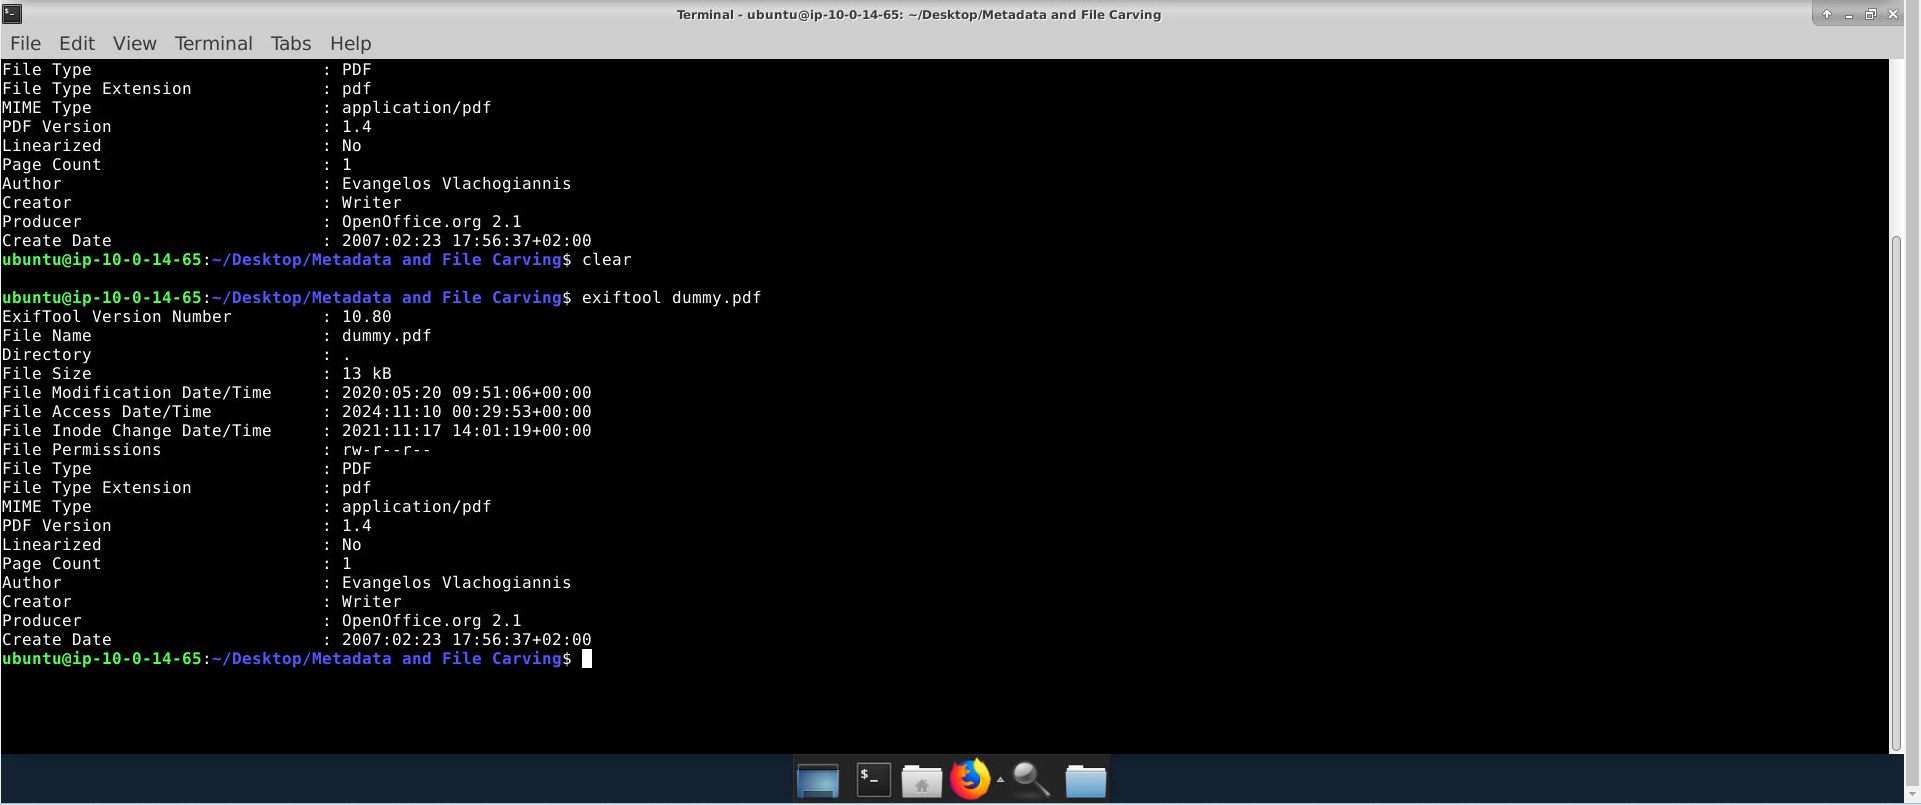 Terminal - ubuntu@ip-10-0-14-65: ~/Desktop/Metadata and File Carving
File Edit View Terminal Tabs Help
File Type : PDF
File Type Extension : pdf
MIME Type : application/pdf
PDF Version : 1.4
Linearized : No
Page Count : 1
Author : Evangelos Vlachogiannis
Creator : Writer
Producer : OpenOffice.org 2.1
Create Date : 2007:02:23 17:56:37+02:00
ubuntu@ip-10-0-14-65:~/Desktop/Metadata and File Carving$ clear
ubuntu@ip-10-0-14-65:~/Desktop/Metadata and File Carving$ exiftool dummy.pdf
ExifTool Version Number : 10.80
File Name : dummy.pdf
Directory : .
File Size : 13 kB
File Modification Date/Time : 2020:05:20 09:51:06+00:00
File Access Date/Time : 2024:11:10 00:29:53+00:00
File Inode Change Date/Time : 2021:11:17 14:01:19+00:00
File Permissions : rw-r--r--
File Type : PDF
File Type Extension : pdf
MIME Type : application/pdf
PDF Version : 1.4
Linearized : No
Page Count : 1
Author : Evangelos Vlachogiannis
Creator : Writer
Producer : OpenOffice.org 2.1
Create Date : 2007:02:23 17:56:37+02:00
ubuntu@ip-10-0-14-65:~/Desktop/Metadata and File Carving$
$_